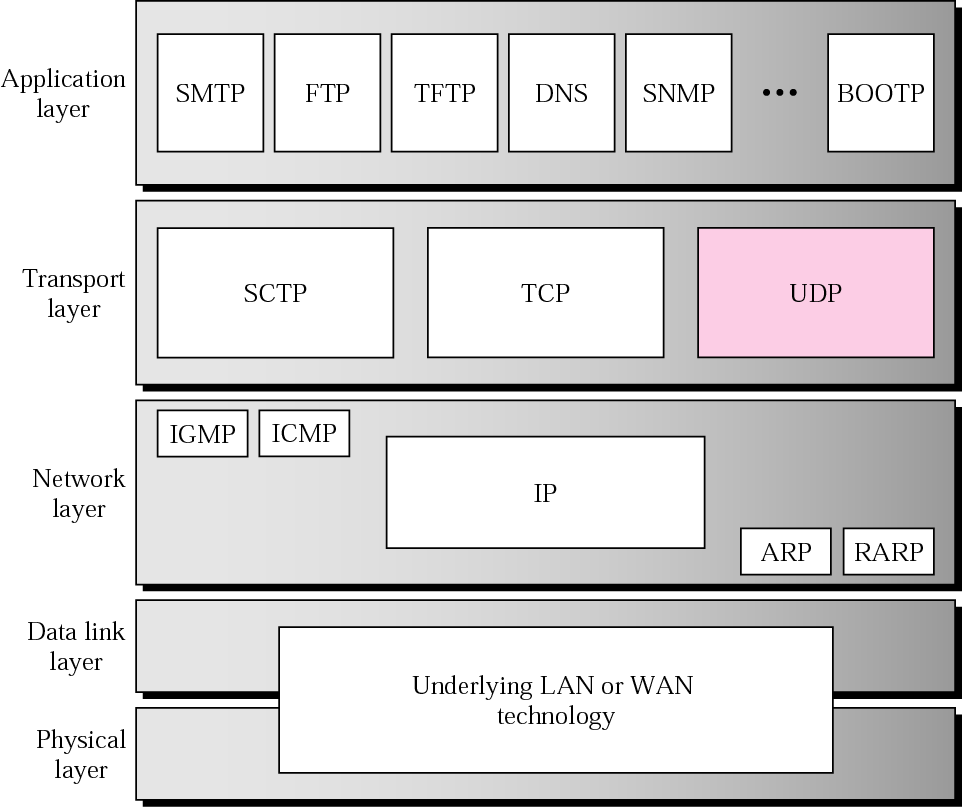 Application
layer
SMTP
FTP
TFTP
DNS
SNMP
...
BOOTP
Transport
layer
SCTP
TCP
UDP
Network
layer
IGMP
ICMP
IP
ARP
RARP
Data link
layer
Underlying LAN or WAN
technology
Physical
layer